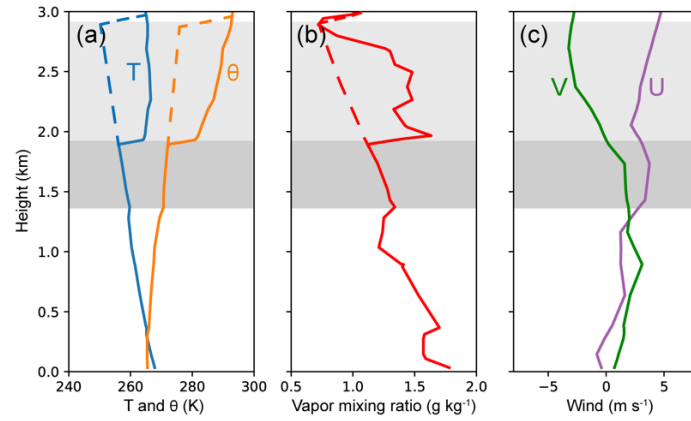 (a) (b) (c)
T θ V U
3.0
2.5
2.0
1.5
1.0
0.5
0.0
Height (km)
240 260 280 300 0.5 1.0 1.5 2.0 −5 0 5
T and θ (K) Vapor mixing ratio (g kg⁻¹) Wind (m s⁻¹)